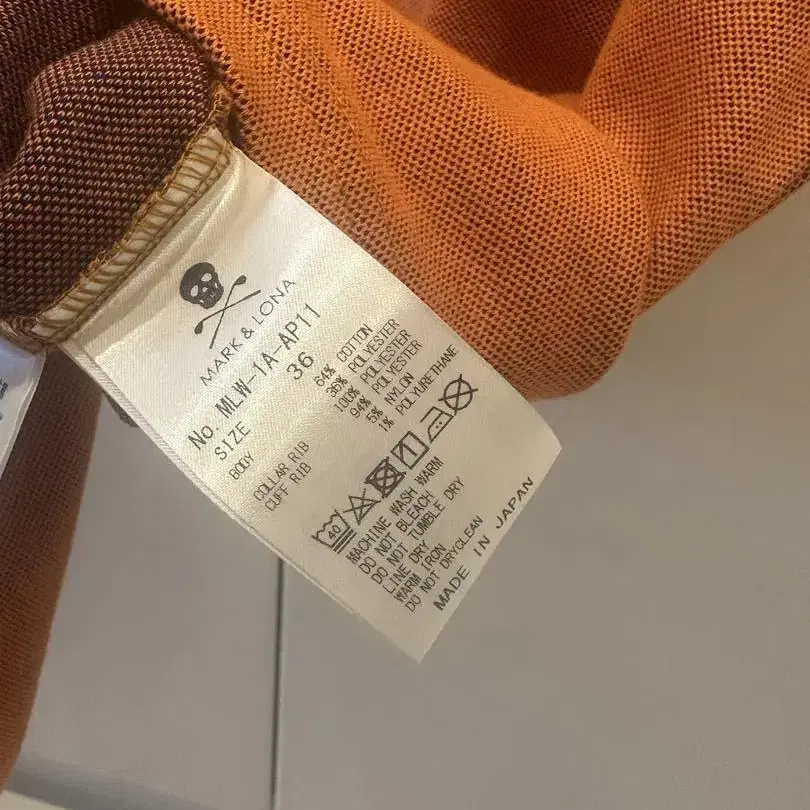 MARK & LONA
No. MLW-1A-AP11
SIZE 36
BODY 64% COTTON
36% POLYESTER
COLLAR RIB 100% POLYESTER
CUFF RIB 94% POLYESTER
5% NYLON
1% POLYURETHANE
40
MACHINE WASH WARM
DO NOT BLEACH
DO NOT TUMBLE DRY
LINE DRY
WARM IRON
DO NOT DRYCLEAN
MADE IN JAPAN